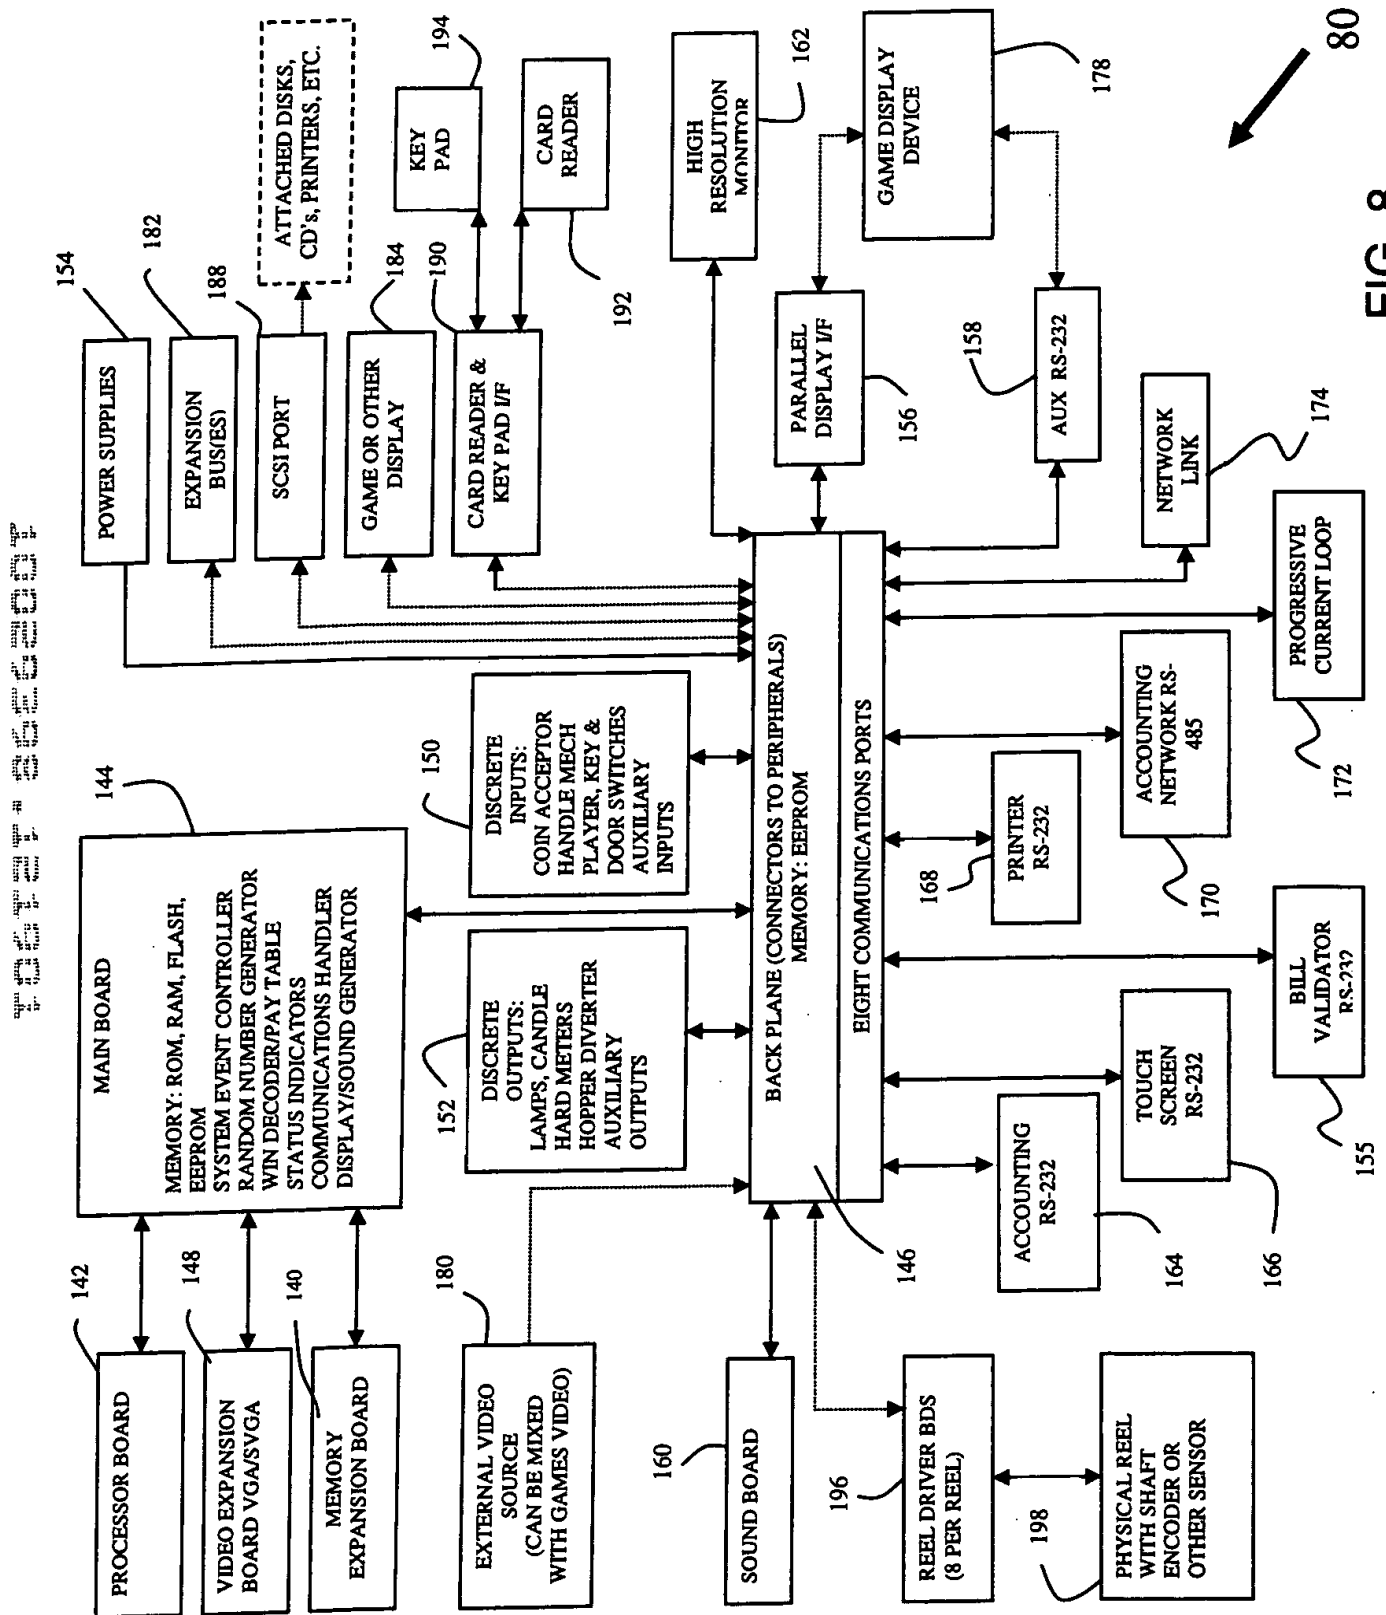 PROCESSOR BOARD
142
VIDEO EXPANSION
BOARD VGA/SVGA
148
MEMORY
EXPANSION BOARD
140
MAIN BOARD
MEMORY: ROM, RAM, FLASH,
EEPROM
SYSTEM EVENT CONTROLLER
RANDOM NUMBER GENERATOR
WIN DECODER/PAY TABLE
STATUS INDICATORS
COMMUNICATIONS HANDLER
DISPLAY/SOUND GENERATOR
144
POWER SUPPLIES
154
EXPANSION
BUS(ES)
182
SCSI PORT
188
ATTACHED DISKS,
CD's, PRINTERS, ETC.
GAME OR OTHER
DISPLAY
184
CARD READER &
KEY PAD I/F
190
KEY
PAD
194
CARD
READER
192
EXTERNAL VIDEO
SOURCE
(CAN BE MIXED
WITH GAMES VIDEO)
180
DISCRETE
OUTPUTS:
LAMPS, CANDLE
HARD METERS
HOPPER DIVERTER
AUXILIARY
OUTPUTS
152
DISCRETE
INPUTS:
COIN ACCEPTOR
HANDLE MECH
PLAYER, KEY &
DOOR SWITCHES
AUXILIARY
INPUTS
150
HIGH
RESOLUTION
MONITOR
162
SOUND BOARD
160
BACK PLANE (CONNECTORS TO PERIPHERALS)
MEMORY: EEPROM
EIGHT COMMUNICATIONS PORTS
146
PARALLEL
DISPLAY I/F
156
GAME DISPLAY
DEVICE
178
REEL DRIVER BDS
(8 PER REEL)
196
AUX RS-232
158
PHYSICAL REEL
WITH SHAFT
ENCODER OR
OTHER SENSOR
198
ACCOUNTING
RS-232
164
TOUCH
SCREEN
RS-232
166
BILL
VALIDATOR
RS-232
155
PRINTER
RS-232
168
ACCOUNTING
NETWORK RS-
485
170
PROGRESSIVE
CURRENT LOOP
172
NETWORK
LINK
174
80
FIG. 8